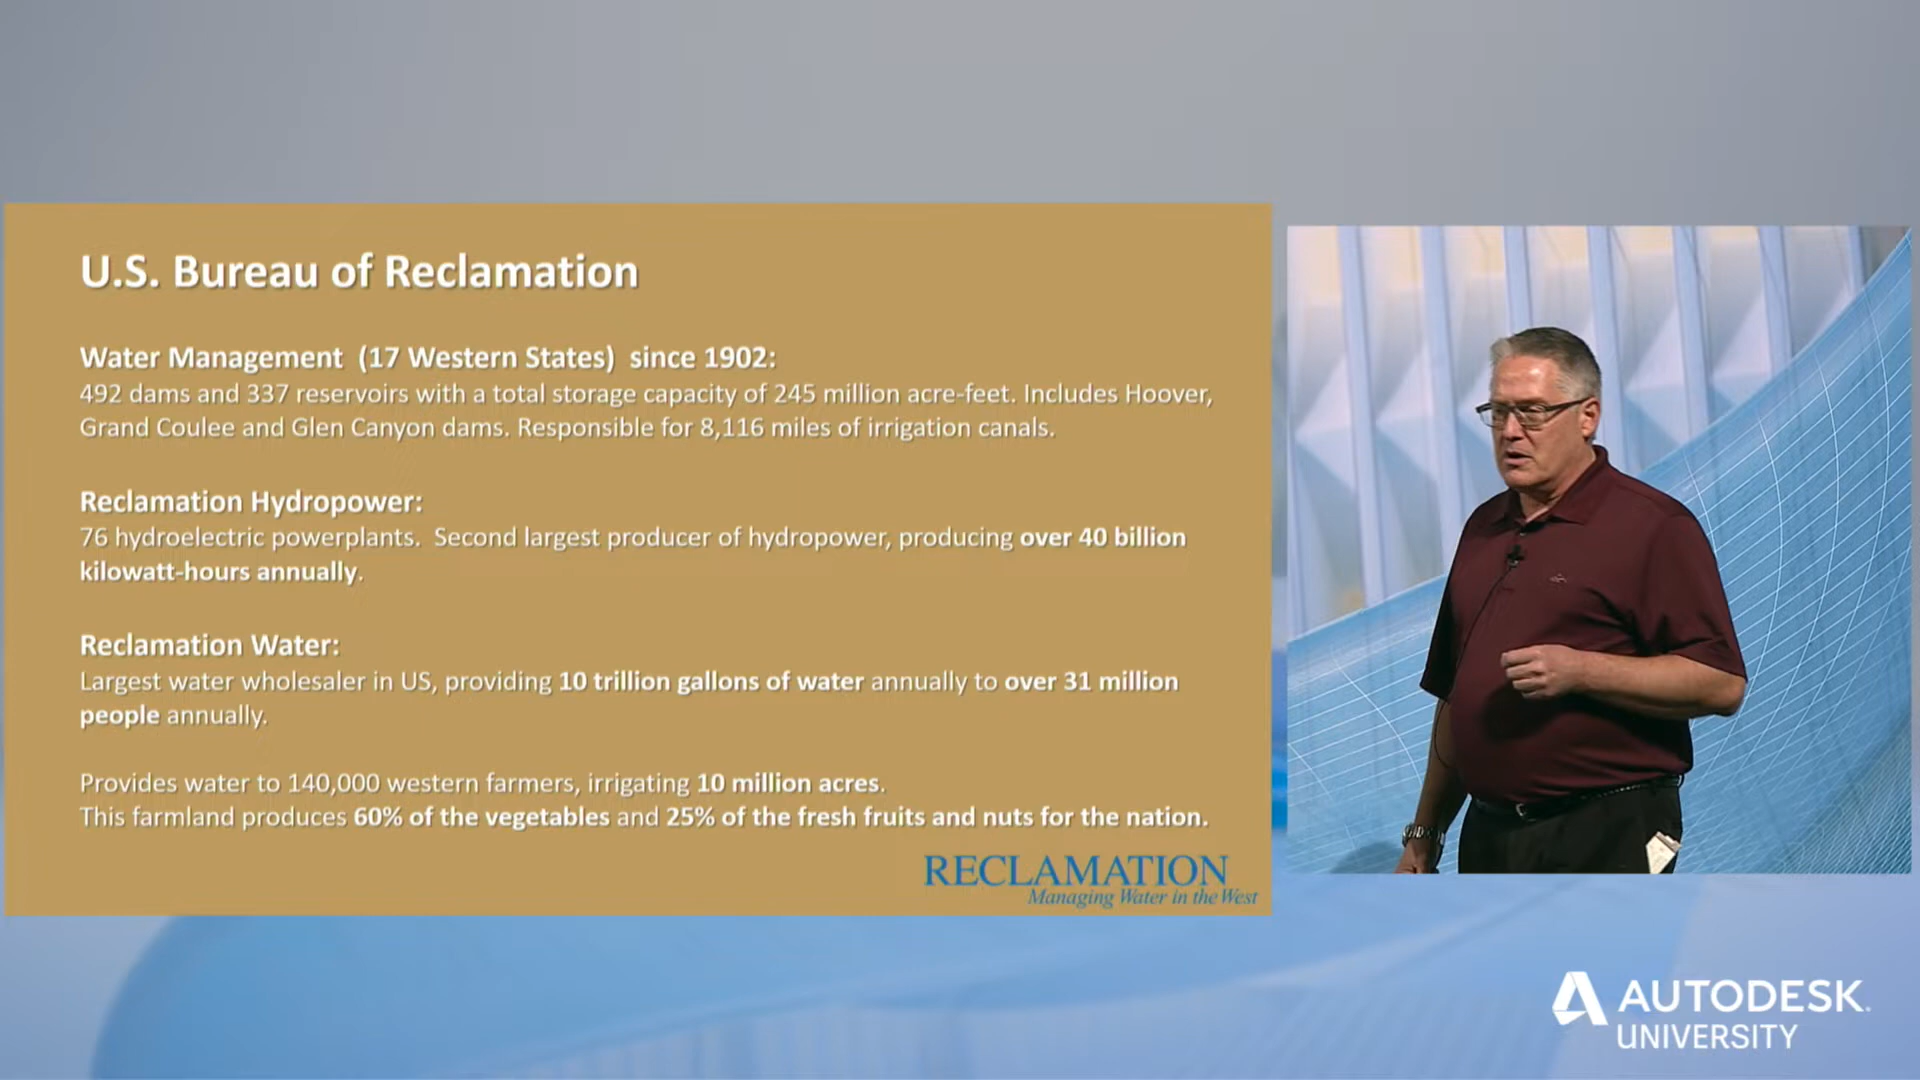 U.S. Bureau of Reclamation
Water Management (17 Western States) since 1902:
492 dams and 337 reservoirs with a total storage capacity of 245 million acre-feet. Includes Hoover,
Grand Coulee and Glen Canyon dams. Responsible for 8,116 miles of irrigation canals.
Reclamation Hydropower:
76 hydroelectric powerplants. Second largest producer of hydropower, producing over 40 billion
kilowatt-hours annually.
Reclamation Water:
Largest water wholesaler in US, providing 10 trillion gallons of water annually to over 31 million
people annually.
Provides water to 140,000 western farmers, irrigating 10 million acres.
This farmland produces 60% of the vegetables and 25% of the fresh fruits and nuts for the nation.
RECLAMATION
Managing Water in the West
AUTODESK.
UNIVERSITY